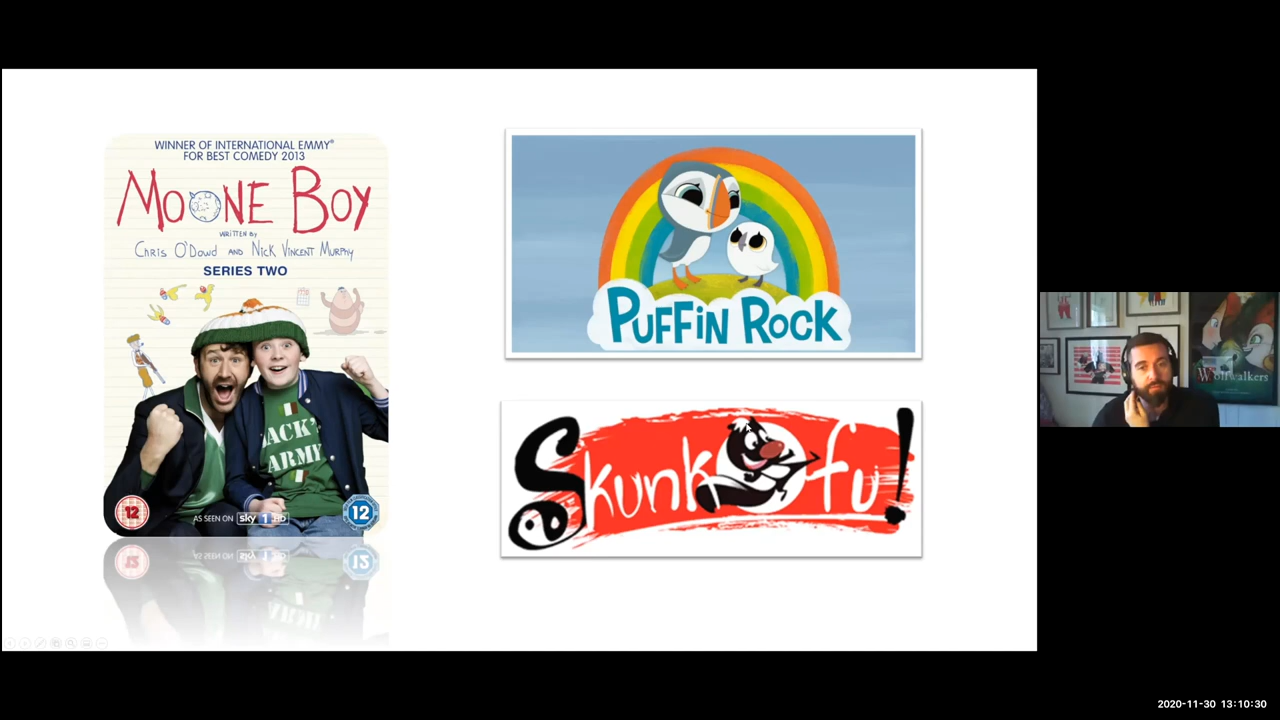 WINNER OF INTERNATIONAL EMMY®
FOR BEST COMEDY 2013
MOONE BOY
WRITTEN BY
Chris O'Dowd AND Nick Vincent Murphy
SERIES TWO
JACK'S
ARMY
12
AS SEEN ON sky 1 HD
12
PUFFiN ROCK
Skunk fu!
Wolfwalkers
2020-11-30 13:10:30